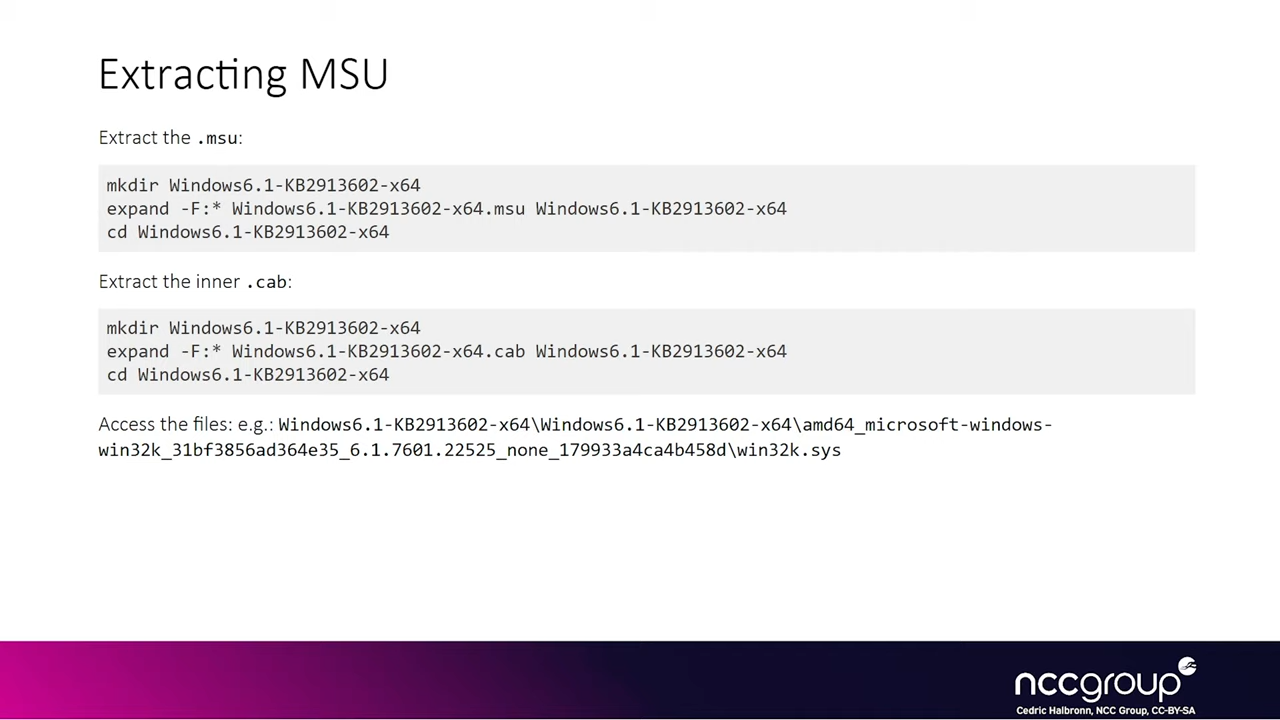 Extracting MSU
Extract the .msu:
mkdir Windows6.1-KB2913602-x64
expand -F:* Windows6.1-KB2913602-x64.msu Windows6.1-KB2913602-x64
cd Windows6.1-KB2913602-x64
Extract the inner .cab:
mkdir Windows6.1-KB2913602-x64
expand -F:* Windows6.1-KB2913602-x64.cab Windows6.1-KB2913602-x64
cd Windows6.1-KB2913602-x64
Access the files: e.g.: Windows6.1-KB2913602-x64\Windows6.1-KB2913602-x64\amd64_microsoft-windows-
win32k_31bf3856ad364e35_6.1.7601.22525_none_179933a4ca4b458d\win32k.sys
nccgroup
Cedric Halbronn, NCC Group, CC-BY-SA